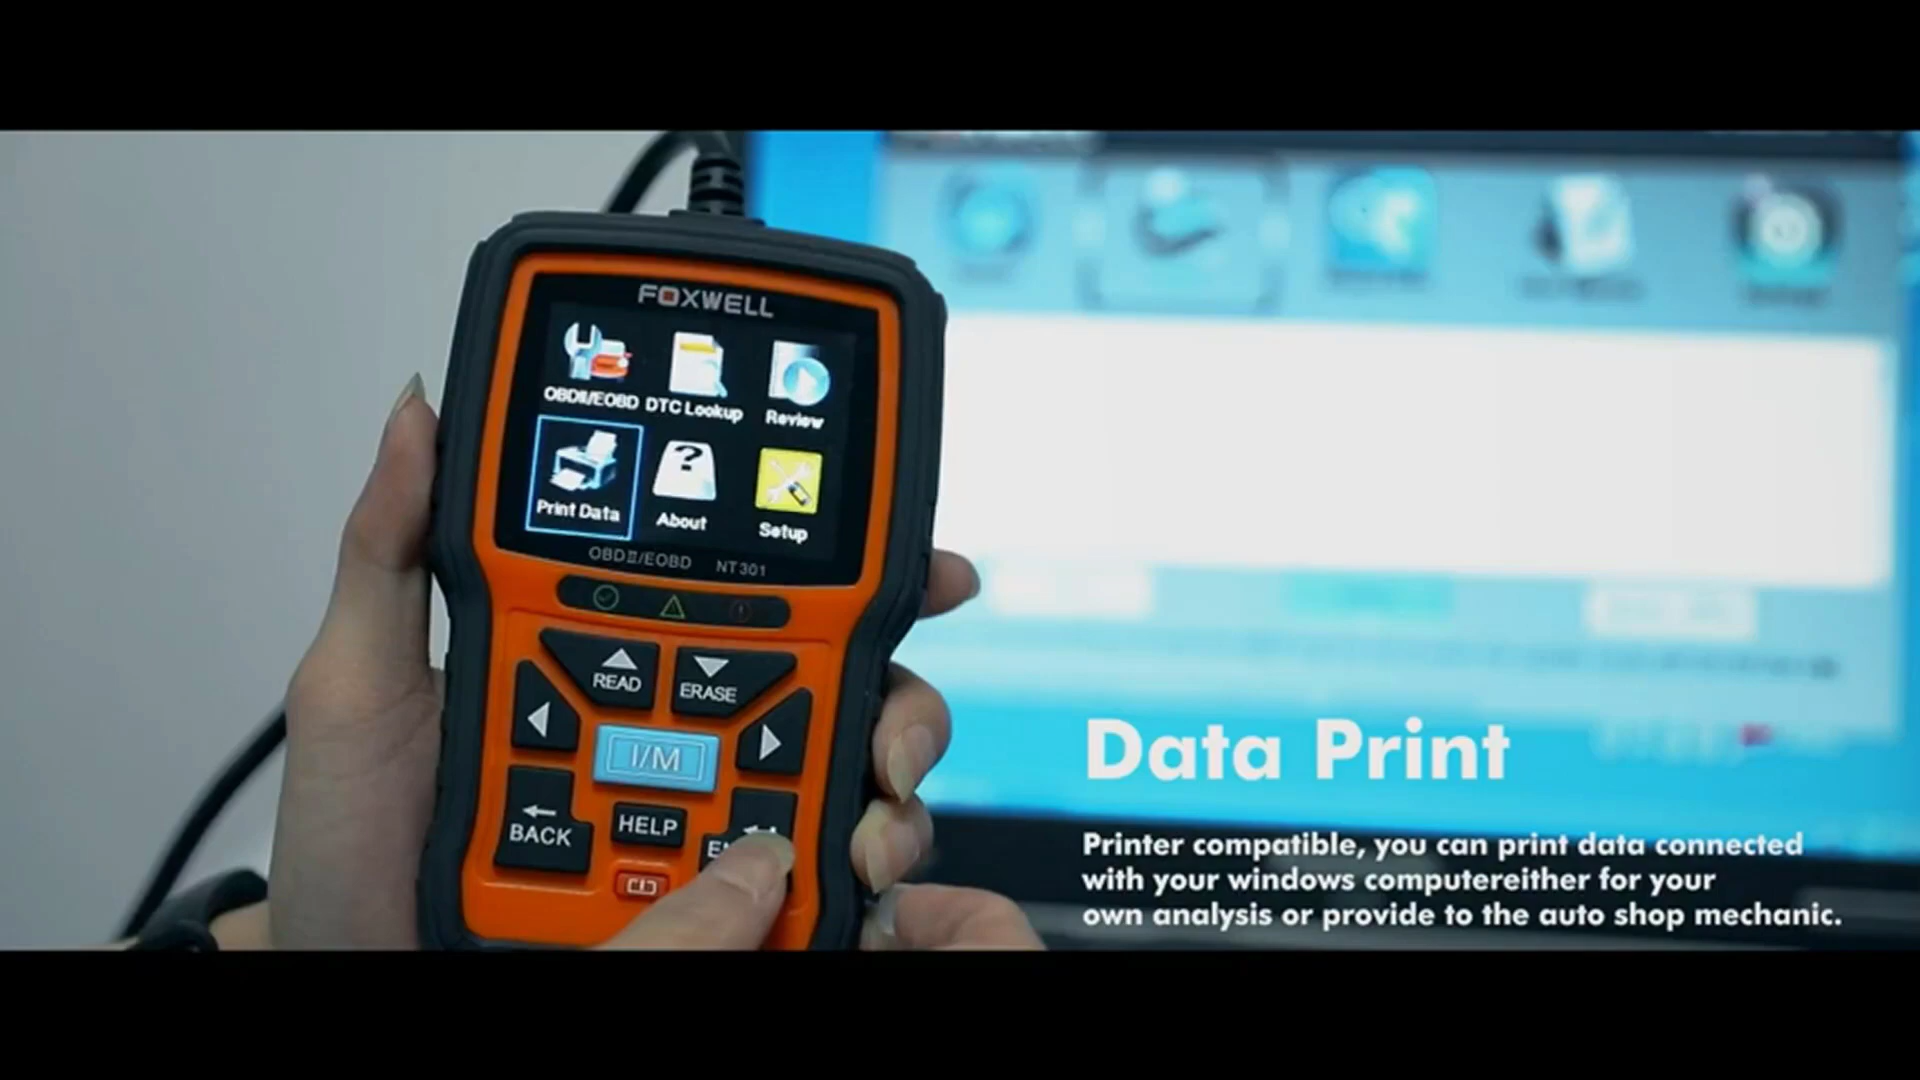 FOXWELL
OBDII/EOBD DTC Lookup Review
Print Data About Setup
OBDII/EOBD NT301
READ
ERASE
I/M
BACK
HELP
Data Print
Printer compatible, you can print data connected
with your windows computereither for your
own analysis or provide to the auto shop mechanic.